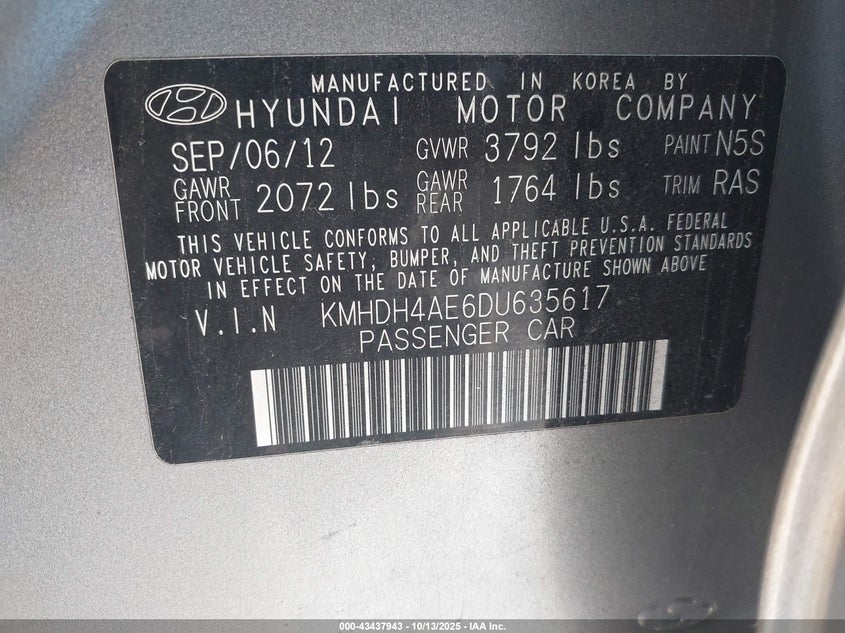 MANUFACTURED IN KOREA BY
HYUNDAI MOTOR COMPANY
SEP/06/12 GVWR 3792 lbs PAINT N5S
GAWR FRONT 2072 lbs GAWR REAR 1764 lbs TRIM RAS
THIS VEHICLE CONFORMS TO ALL APPLICABLE U.S.A. FEDERAL
MOTOR VEHICLE SAFETY, BUMPER, AND THEFT PREVENTION STANDARDS
IN EFFECT ON THE DATE OF MANUFACTURE SHOWN ABOVE
V.I.N KMHDH4AE6DU635617
PASSENGER CAR
000-43437943 - 10/13/2025 - IAA Inc.